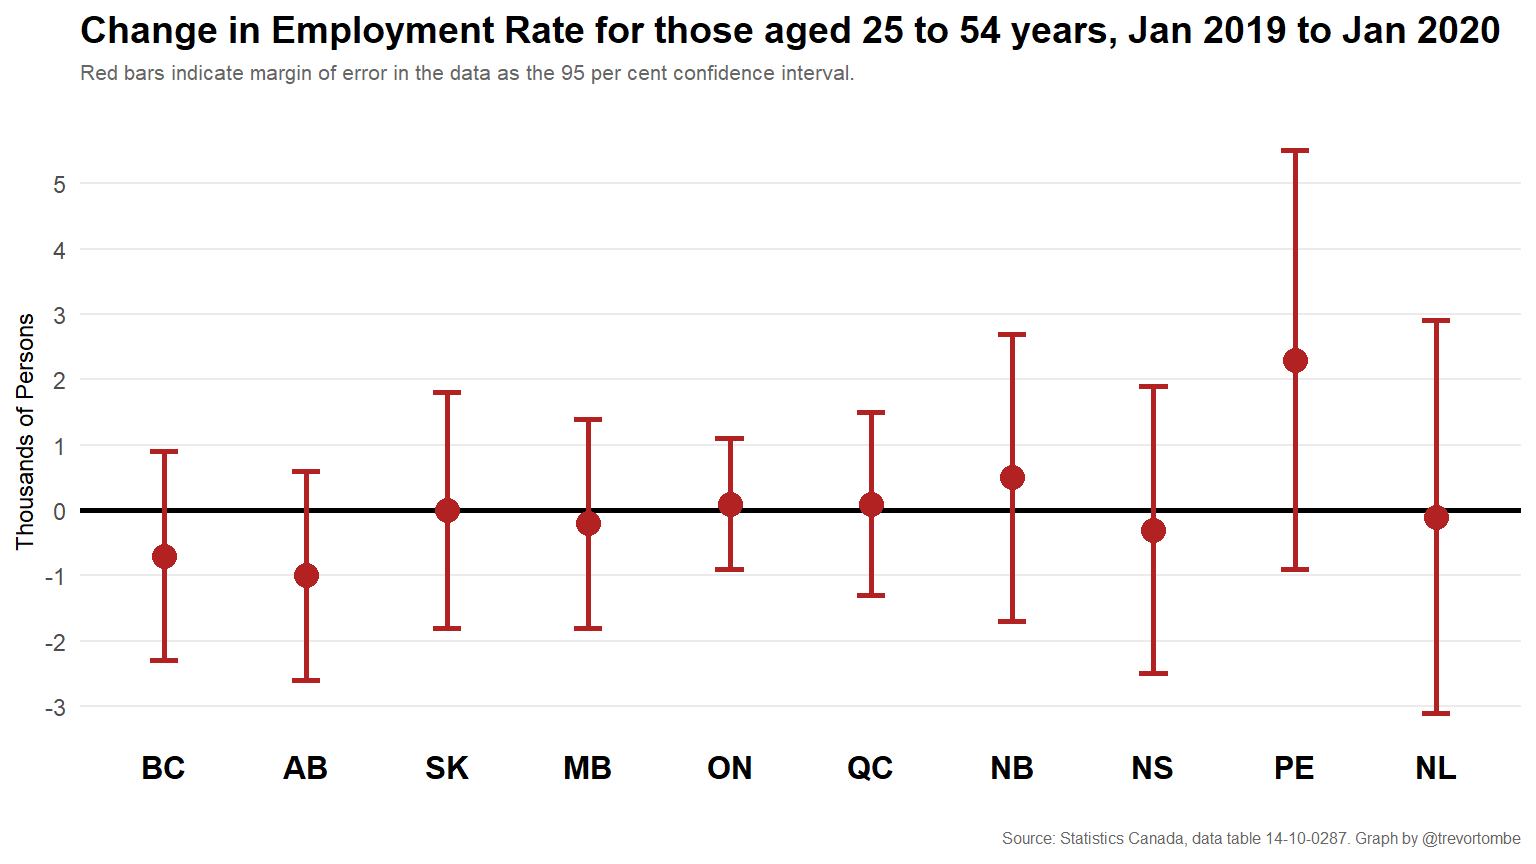 Change in Employment Rate for those aged 25 to 54 years, Jan 2019 to Jan 2020
Red bars indicate margin of error in the data as the 95 per cent confidence interval.
Thousands of Persons
5
4
3
2
1
0
-1
-2
-3
BC AB SK MB ON QC NB NS PE NL
Source: Statistics Canada, data table 14-10-0287. Graph by @trevortombe